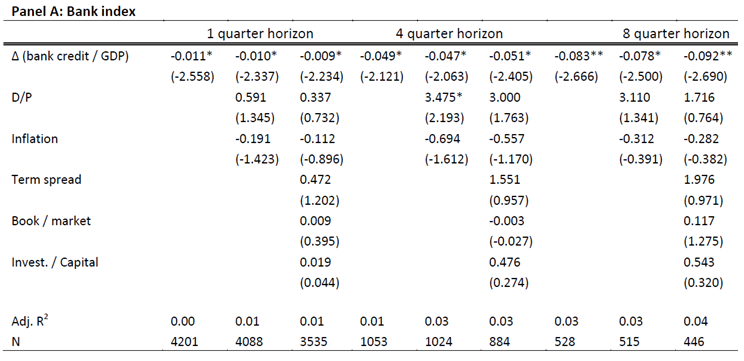 Panel A: Bank index
1 quarter horizon 4 quarter horizon 8 quarter horizon
Δ (bank credit / GDP) -0.011* -0.010* -0.009* -0.049* -0.047* -0.051* -0.083** -0.078* -0.092**
(-2.558) (-2.337) (-2.234) (-2.121) (-2.063) (-2.405) (-2.666) (-2.500) (-2.690)
D/P 0.591 0.337 3.475* 3.000 3.110 1.716
(1.345) (0.732) (2.193) (1.763) (1.341) (0.764)
Inflation -0.191 -0.112 -0.694 -0.557 -0.312 -0.282
(-1.423) (-0.896) (-1.612) (-1.170) (-0.391) (-0.382)
Term spread 0.472 1.551 1.976
(1.202) (0.957) (0.971)
Book / market 0.009 -0.003 0.117
(0.395) (-0.027) (1.275)
Invest. / Capital 0.019 0.476 0.543
(0.044) (0.274) (0.320)
Adj. R² 0.00 0.01 0.01 0.01 0.03 0.03 0.03 0.03 0.04
N 4201 4088 3535 1053 1024 884 528 515 446